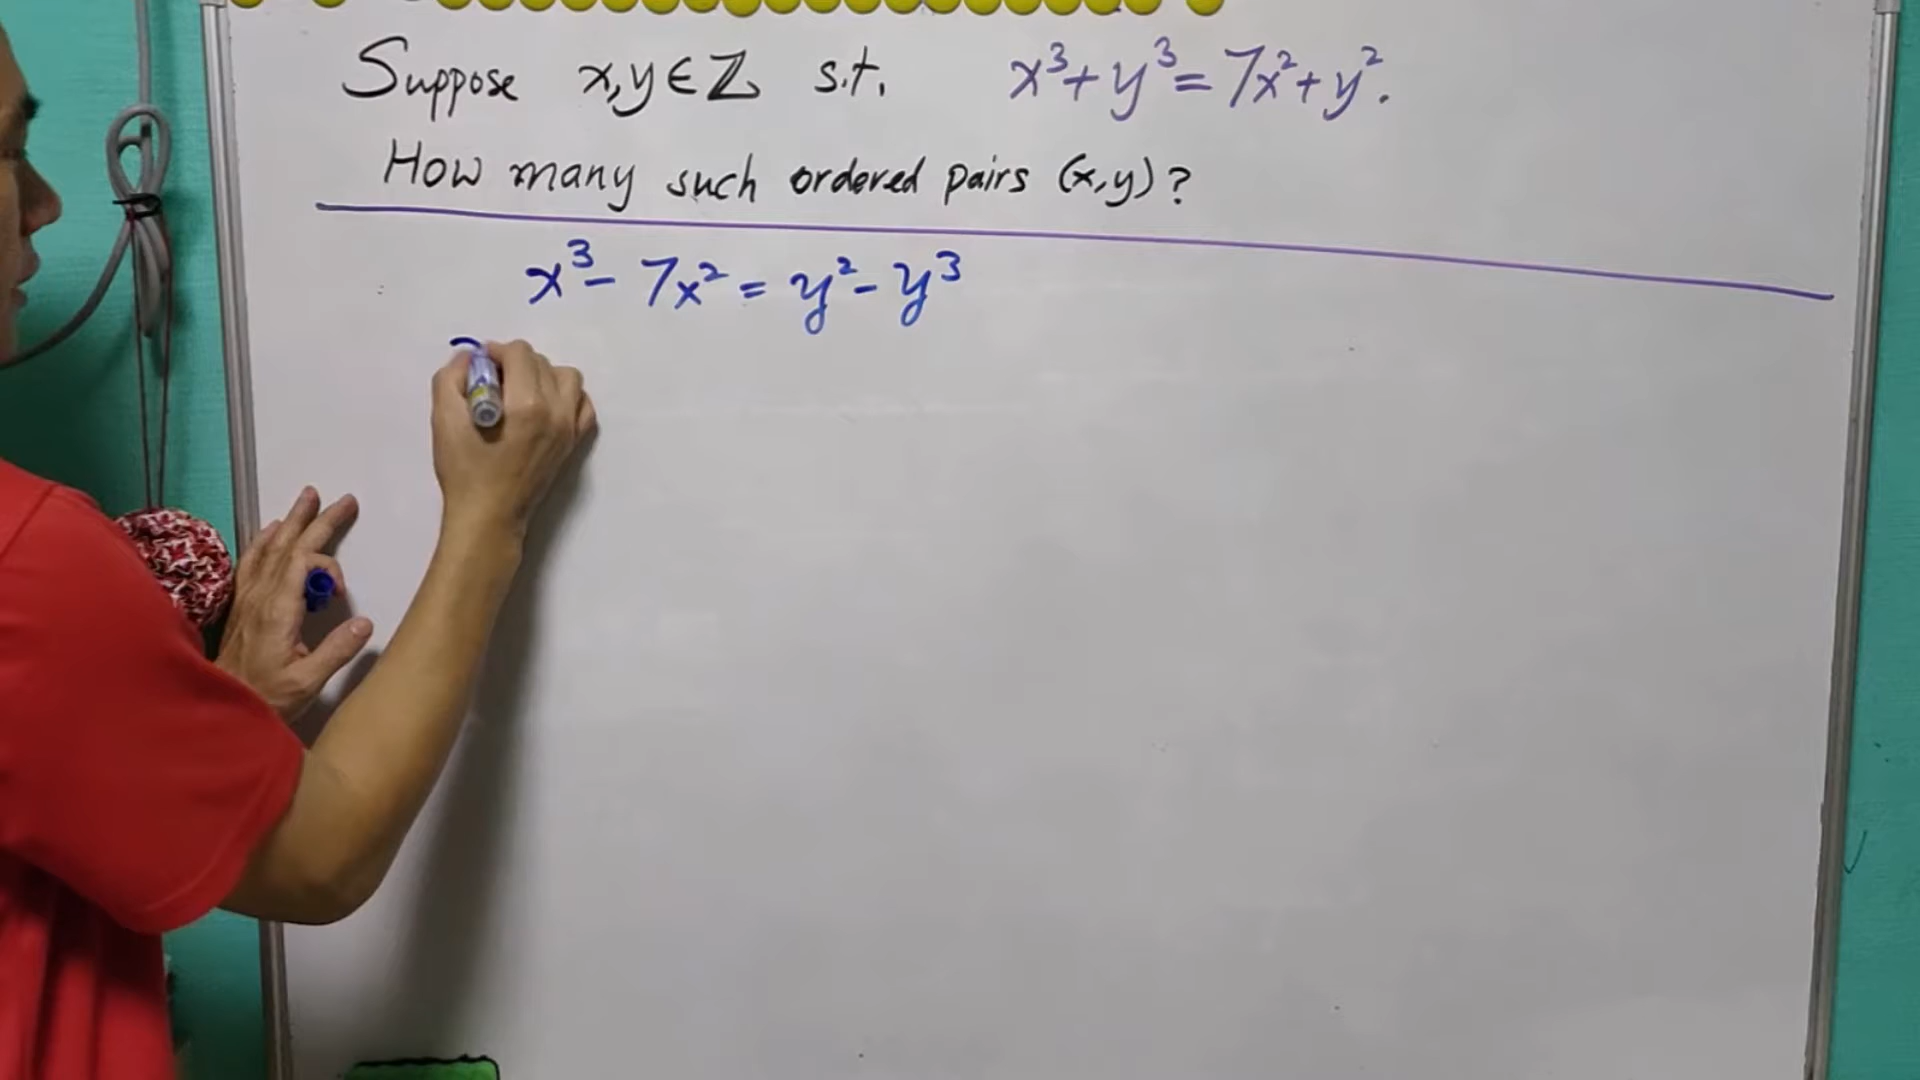 Suppose x,y∈ℤ s.t. x³+y³=7x²+y².
How many such ordered pairs (x,y)?
x³-7x²=y²-y³